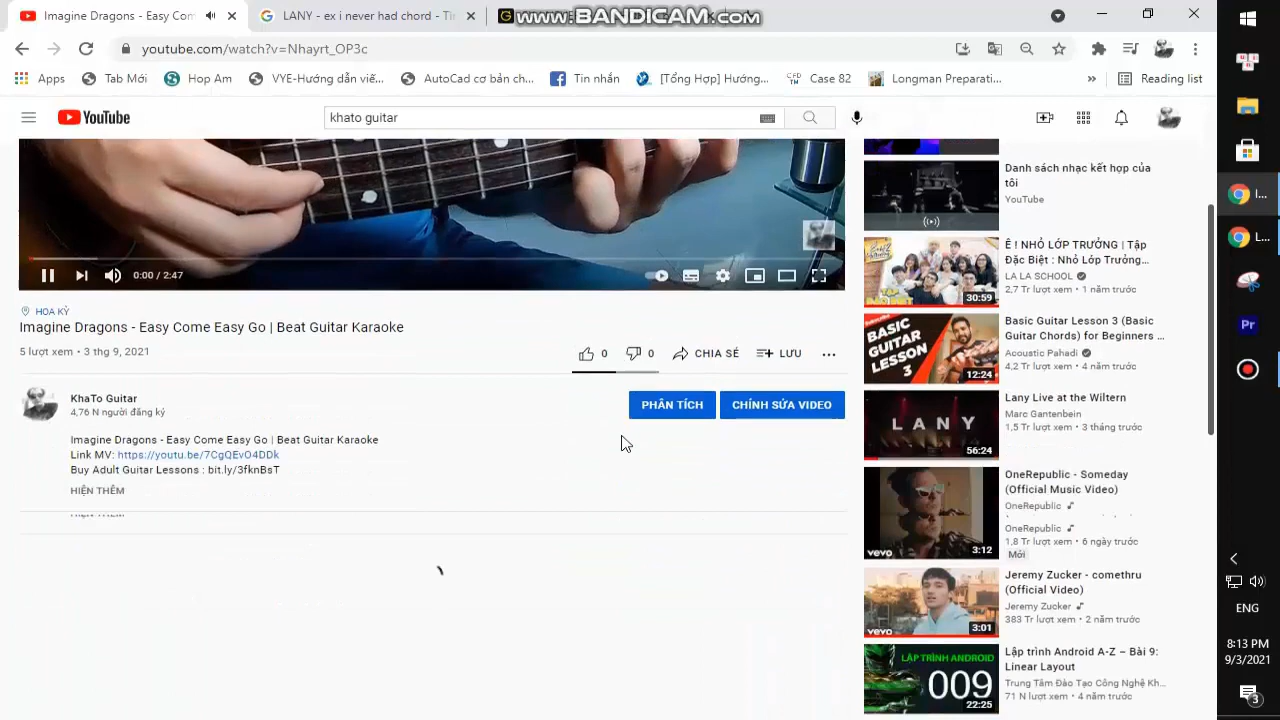 Imagine Dragons - Easy Come
LANY - ex i never had chord - Th
www.BANDICAM.com
youtube.com/watch?v=Nhayrt_OP3c
Apps
Tab Mới
Hop Am
VYE-Hướng dẫn viế...
AutoCad cơ bản ch...
Tin nhắn
[Tổng Hợp] Hướng...
Case 82
Longman Preparati...
»
Reading list
YouTube
khato guitar
0:00 / 2:47
HOA KỲ
Imagine Dragons - Easy Come Easy Go | Beat Guitar Karaoke
5 lượt xem • 3 thg 9, 2021
0
0
CHIA SẺ
LƯU
KhaTo Guitar
4,76 N người đăng ký
PHÂN TÍCH
CHỈNH SỬA VIDEO
Imagine Dragons - Easy Come Easy Go | Beat Guitar Karaoke
Link MV: https://youtu.be/7CgQEvO4DDk
Buy Adult Guitar Lessons : bit.ly/3fknBsT
HIỆN THÊM
Danh sách nhạc kết hợp của
tôi
YouTube
30:59
Ê ! NHỎ LỚP TRƯỞNG | Tập
Đặc Biệt : Nhỏ Lớp Trưởng...
LA LA SCHOOL
2,7 Tr lượt xem • 1 năm trước
BASIC
GUITAR
LESSON
3
12:24
Basic Guitar Lesson 3 (Basic
Guitar Chords) for Beginners ...
Acoustic Pahadi
4,2 Tr lượt xem • 4 năm trước
LANY
56:24
Lany Live at the Wiltern
Marc Gantenbein
1,5 Tr lượt xem • 3 tháng trước
vevo
3:12
OneRepublic - Someday
(Official Music Video)
OneRepublic
OneRepublic
1,8 Tr lượt xem • 6 ngày trước
Mới
vevo
3:01
Jeremy Zucker - comethru
(Official Video)
Jeremy Zucker
383 Tr lượt xem • 2 năm trước
LẬP TRÌNH ANDROID
009
22:25
Lập trình Android A-Z – Bài 9:
Linear Layout
Trung Tâm Đào Tạo Công Nghệ Kh...
71 N lượt xem • 4 năm trước
I...
L...
Pr
ENG
8:13 PM
9/3/2021
3